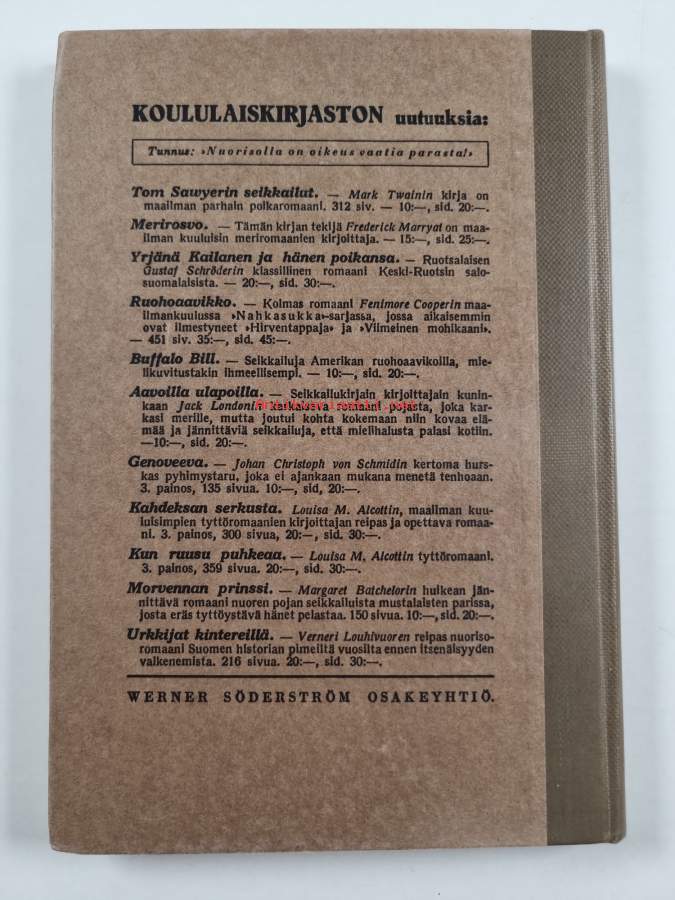 KOULULAISKIRJASTON uutuuksia:
Tunnus: »Nuorisolla on oikeus vaatia parasta!»
Tom Sawyerin seikkailut. — Mark Twainin kirja on
maailman parhain poikaromaani. 312 siv. — 10:—, sid. 20:—.
Merirosvo. — Tämän kirjan tekijä Frederick Marryat on maa-
ilman kuuluisin meriromaanien kirjoittaja. — 15:—, sid. 25:—.
Yrjänä Kailanen ja hänen poikansa. — Ruotsalaisen
Gustaf Schröderin klassillinen romaani Keski-Ruotsin salo-
suomalaisista. — 20:—, sid. 30:—.
Ruohoaavikko. — Kolmas romaani Fenimore Cooperin maa-
ilmankuulussa »Nahkasukka»-sarjassa, jossa aikaisemmin
ovat ilmestyneet »Hirventappaja» ja »Viimeinen mohikaani».
— 451 siv. 35:—, sid. 45:—.
Buffalo Bill. — Seikkailuja Amerikan ruohoavikoilla, mie-
likuvitustakin ihmeellisempi. — 10:—, sid. 20:—.
Aavoilla ulapoilla. — Seikkailukirjain kirjoittajain kunin-
kaan Jack Londonin romaani pojasta, joka kar-
kasi merille, mutta joutui kohta kokemaan niin kovaa elä-
mää ja jännittäviä seikkailuja, että mielihalusta palasi kotiin.
—10:—, sid. 20:—.
Genoveeva. — Johan Christoph von Schmidin kertoma hurs-
kas pyhimystaru, joka ei ajankaan mukana menetä tenhoaan.
3. painos, 135 sivua. 10:—, sid, 20:—.
Kahdeksan serkusta. Louisa M. Alcottin, maailman kuu-
luisimpien tyttöromaanien kirjoittajan reipas ja opettava romaa-
ni. 3. painos, 300 sivua, 20:—, sid. 30:—.
Kun ruusu puhkeaa. — Louisa M. Alcottin tyttöromaani.
3. painos, 359 sivua. 20:—, sid. 30:—.
Morvennan prinssi. — Margaret Batchelorin huikean jän-
nittävä romaani nuoren pojan seikkailuista mustalaisten parissa,
josta eräs tyttöystävä hänet pelastaa. 150 sivua. 10:—, sid. 20:—.
Urkkijat kintereillä. — Verneri Louhivuoren reipas nuoriso-
romaani Suomen historian pimeiltä vuosilta ennen itsenäisyyden
valkenemista. 216 sivua. 20:—, sid. 30:—.
WERNER SÖDERSTRÖM OSAKEYHTIÖ.